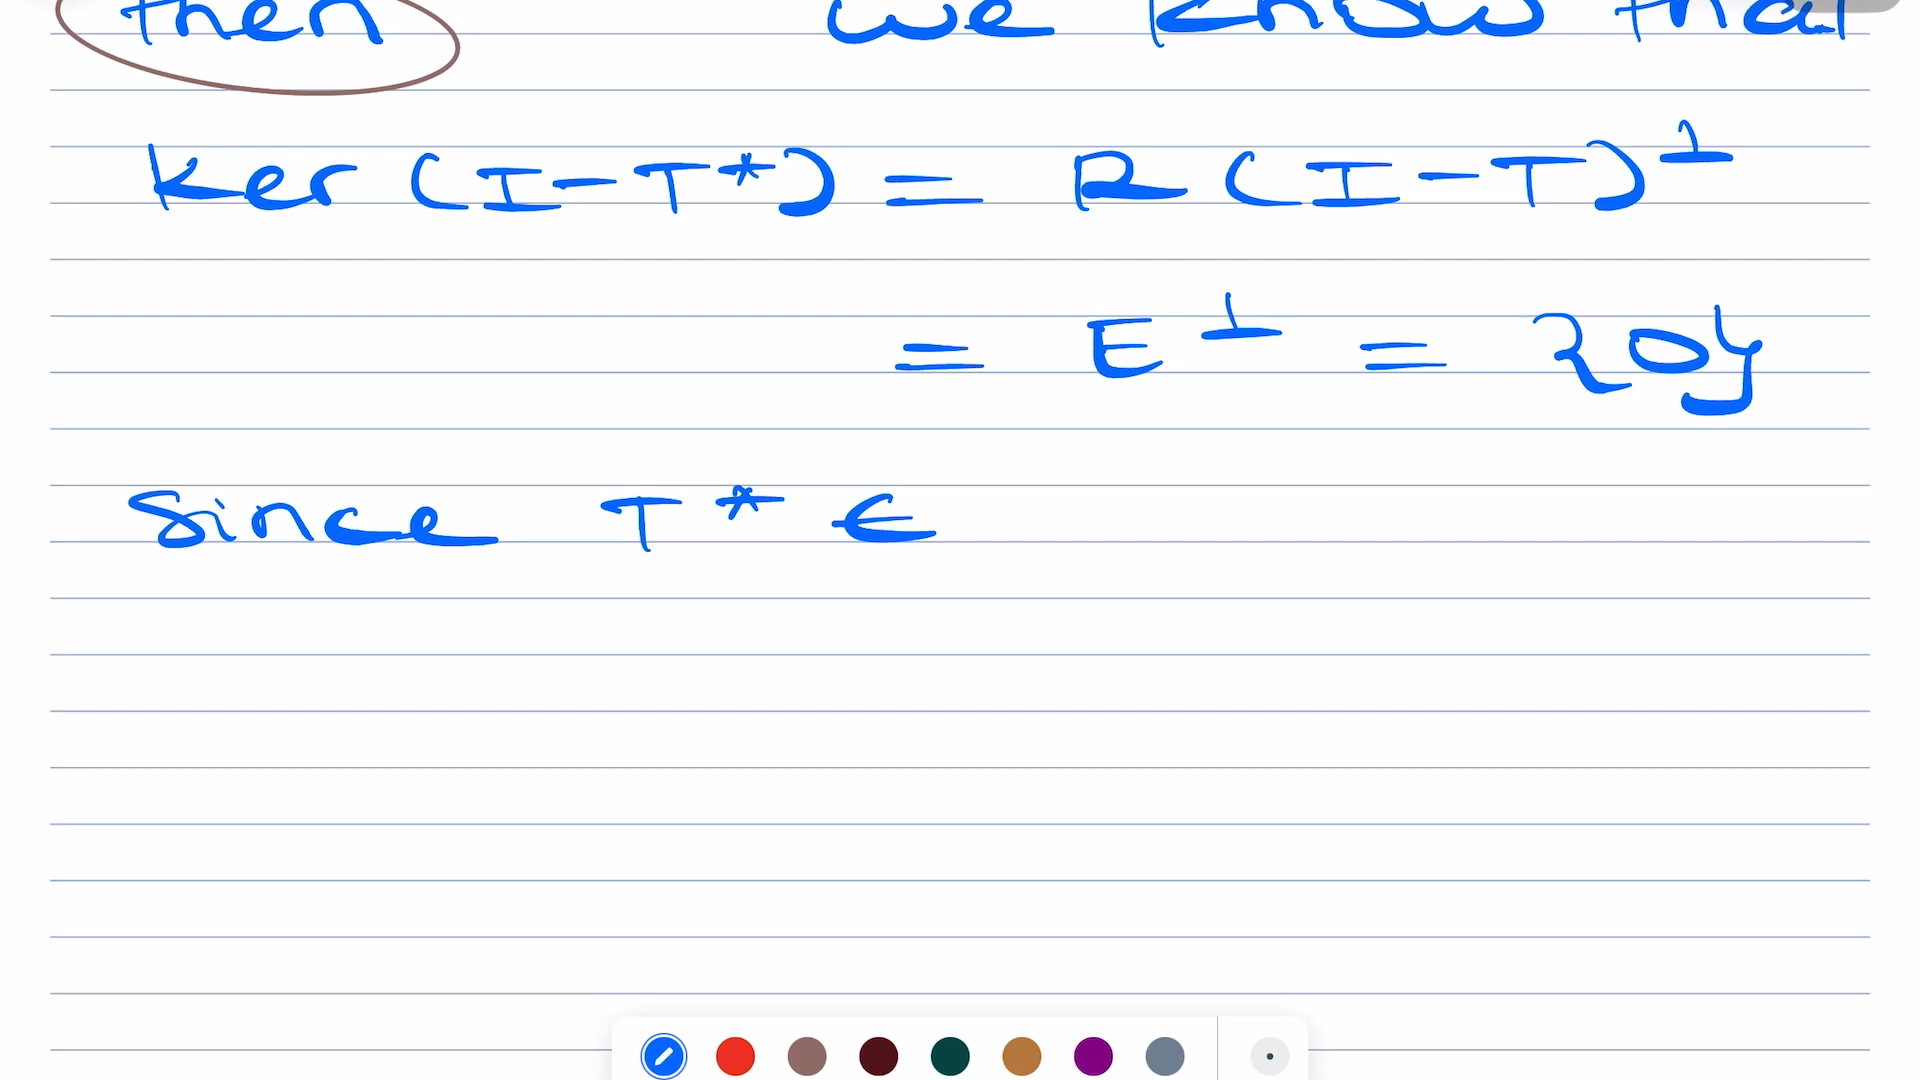 then we know that
Ker (I-T*) = R (I-T)⊥
= E⊥ = {0}
Since T* ∈